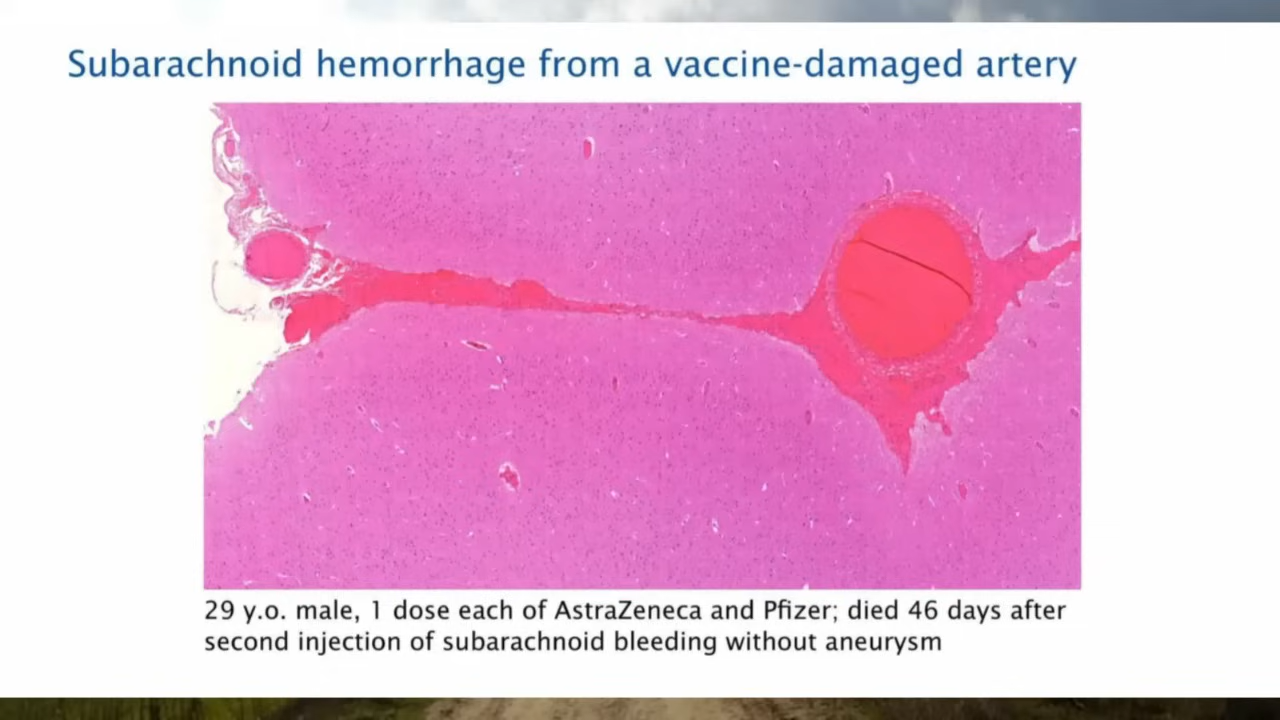 Subarachnoid hemorrhage from a vaccine-damaged artery
29 y.o. male, 1 dose each of AstraZeneca and Pfizer; died 46 days after
second injection of subarachnoid bleeding without aneurysm